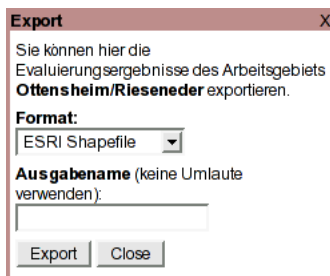 Export X
Sie können hier die
Evaluierungsergebnisse des Arbeitsgebiets
Ottensheim/Rieseneder exportieren.
Format:
ESRI Shapefile
Ausgabename (keine Umlaute
verwenden):
Export Close